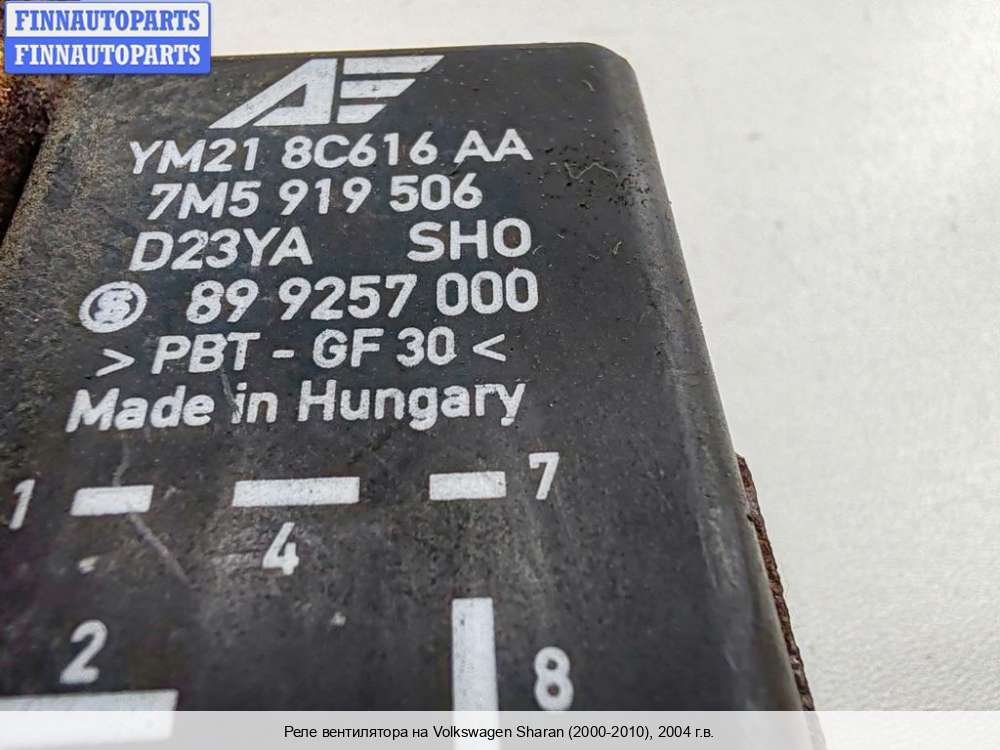 FINNAUTOPARTS
FINNAUTOPARTS
AE
YM21 8C616 AA
7M5 919 506
D23YA SHO
S 89 9257 000
> PBT - GF 30 <
Made in Hungary
1
7
4
2
8
Реле вентилятора на Volkswagen Sharan (2000-2010), 2004 г.в.